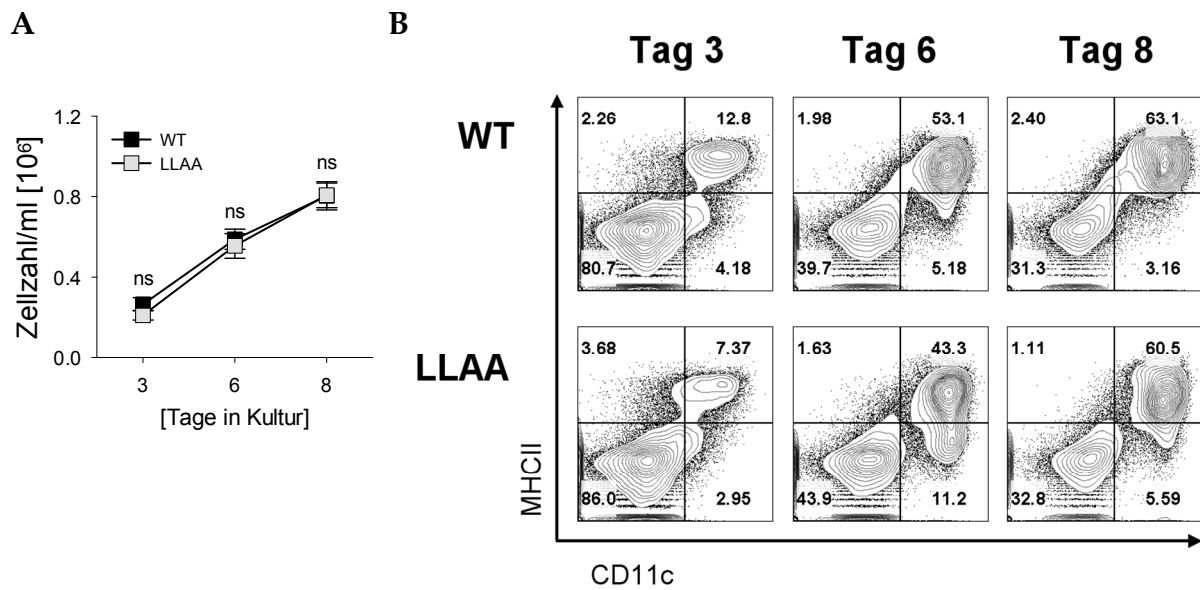 A
1.2
0.8
0.4
0.0
Zellzahl/ml [10⁶]
WT
LLAA
ns
ns
ns
3
6
8
[Tage in Kultur]
B
Tag 3
Tag 6
Tag 8
WT
2.26
12.8
80.7
4.18
1.98
53.1
39.7
5.18
2.40
63.1
31.3
3.16
LLAA
3.68
7.37
86.0
2.95
1.63
43.3
43.9
11.2
1.11
60.5
32.8
5.59
MHCII
CD11c